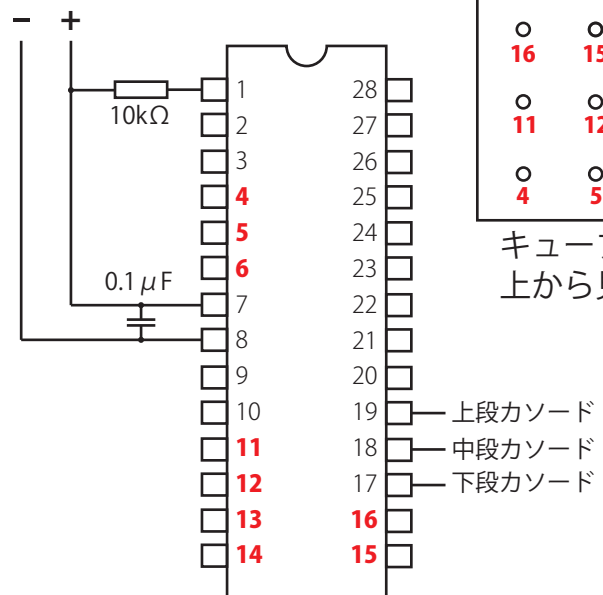 − +
16 15
11 12
4 5
キューブ
上から見
10kΩ
0.1μF
1 28
2 27
3 26
4 25
5 24
6 23
7 22
8 21
9 20
10 19 上段カソード
11 18 中段カソード
12 17 下段カソード
13 16
14 15